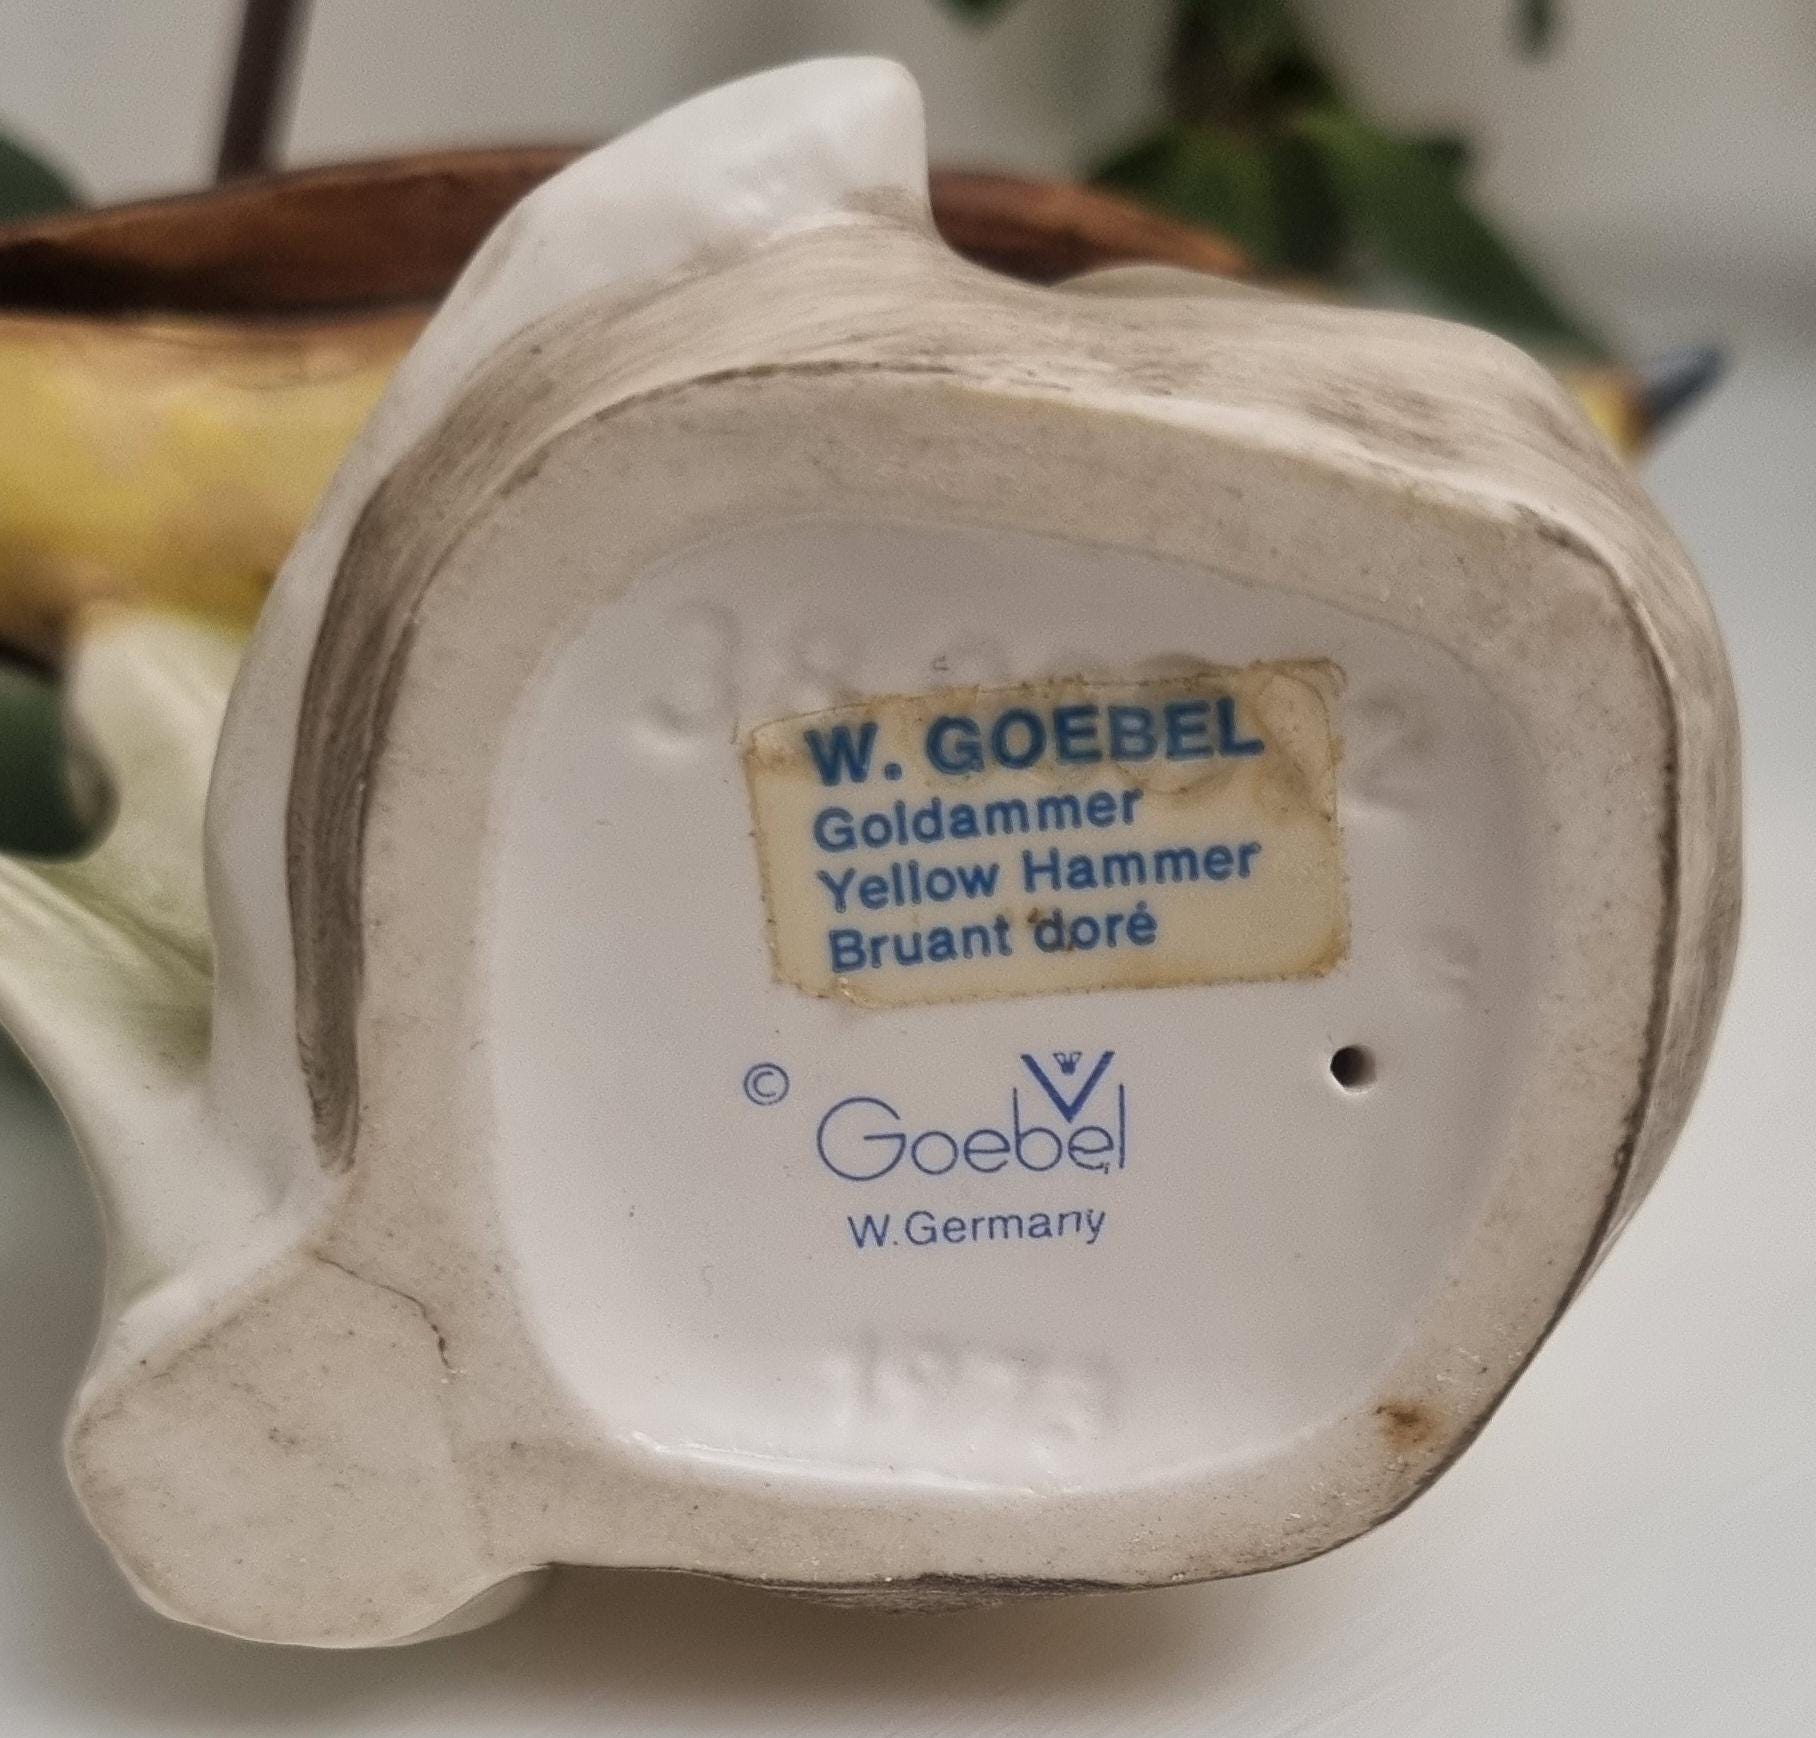 W. GOEBEL
Goldammer
Yellow Hammer
Bruant doré
© Goebel
W.Germany